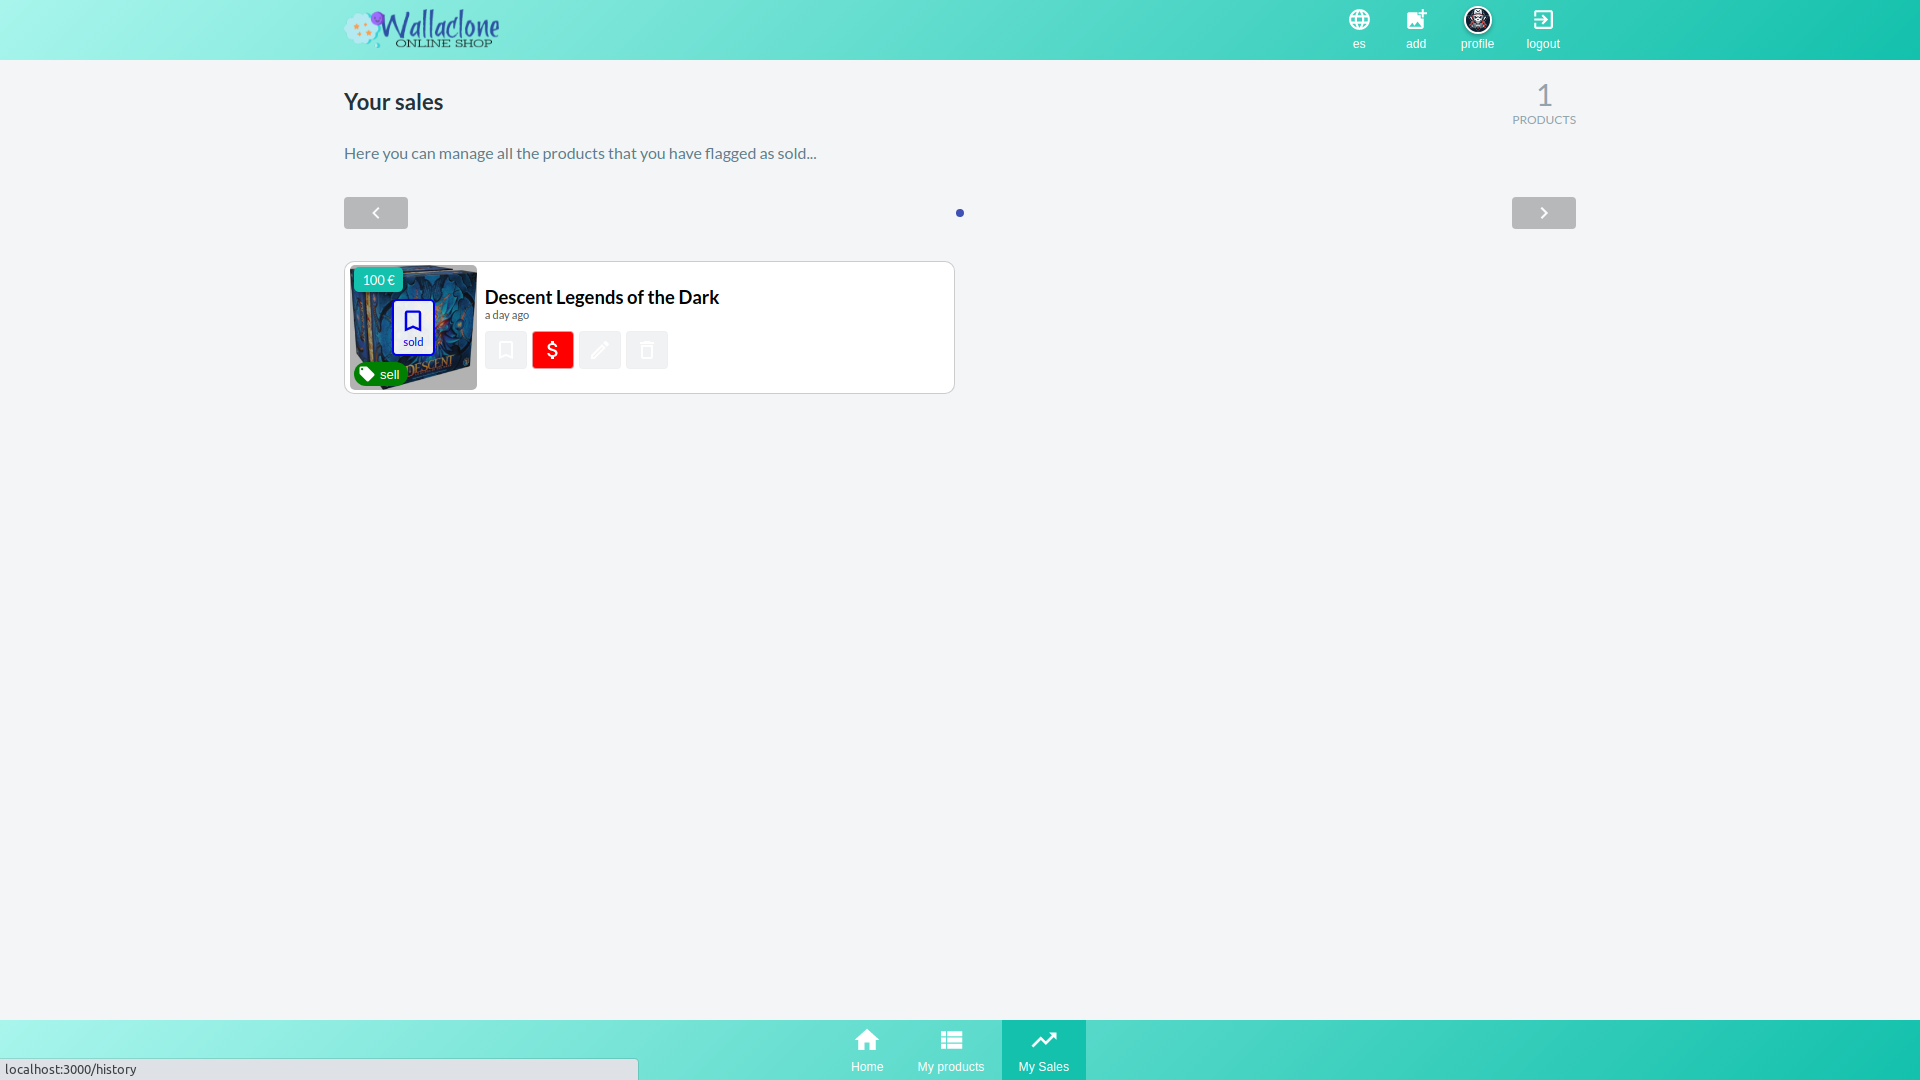 Wallaclone
ONLINE SHOP
es
add
profile
logout
Your sales
1
PRODUCTS
Here you can manage all the products that you have flagged as sold...
100 €
sold
DESCENT
sell
Descent Legends of the Dark
a day ago
Home
My products
My Sales
localhost:3000/history